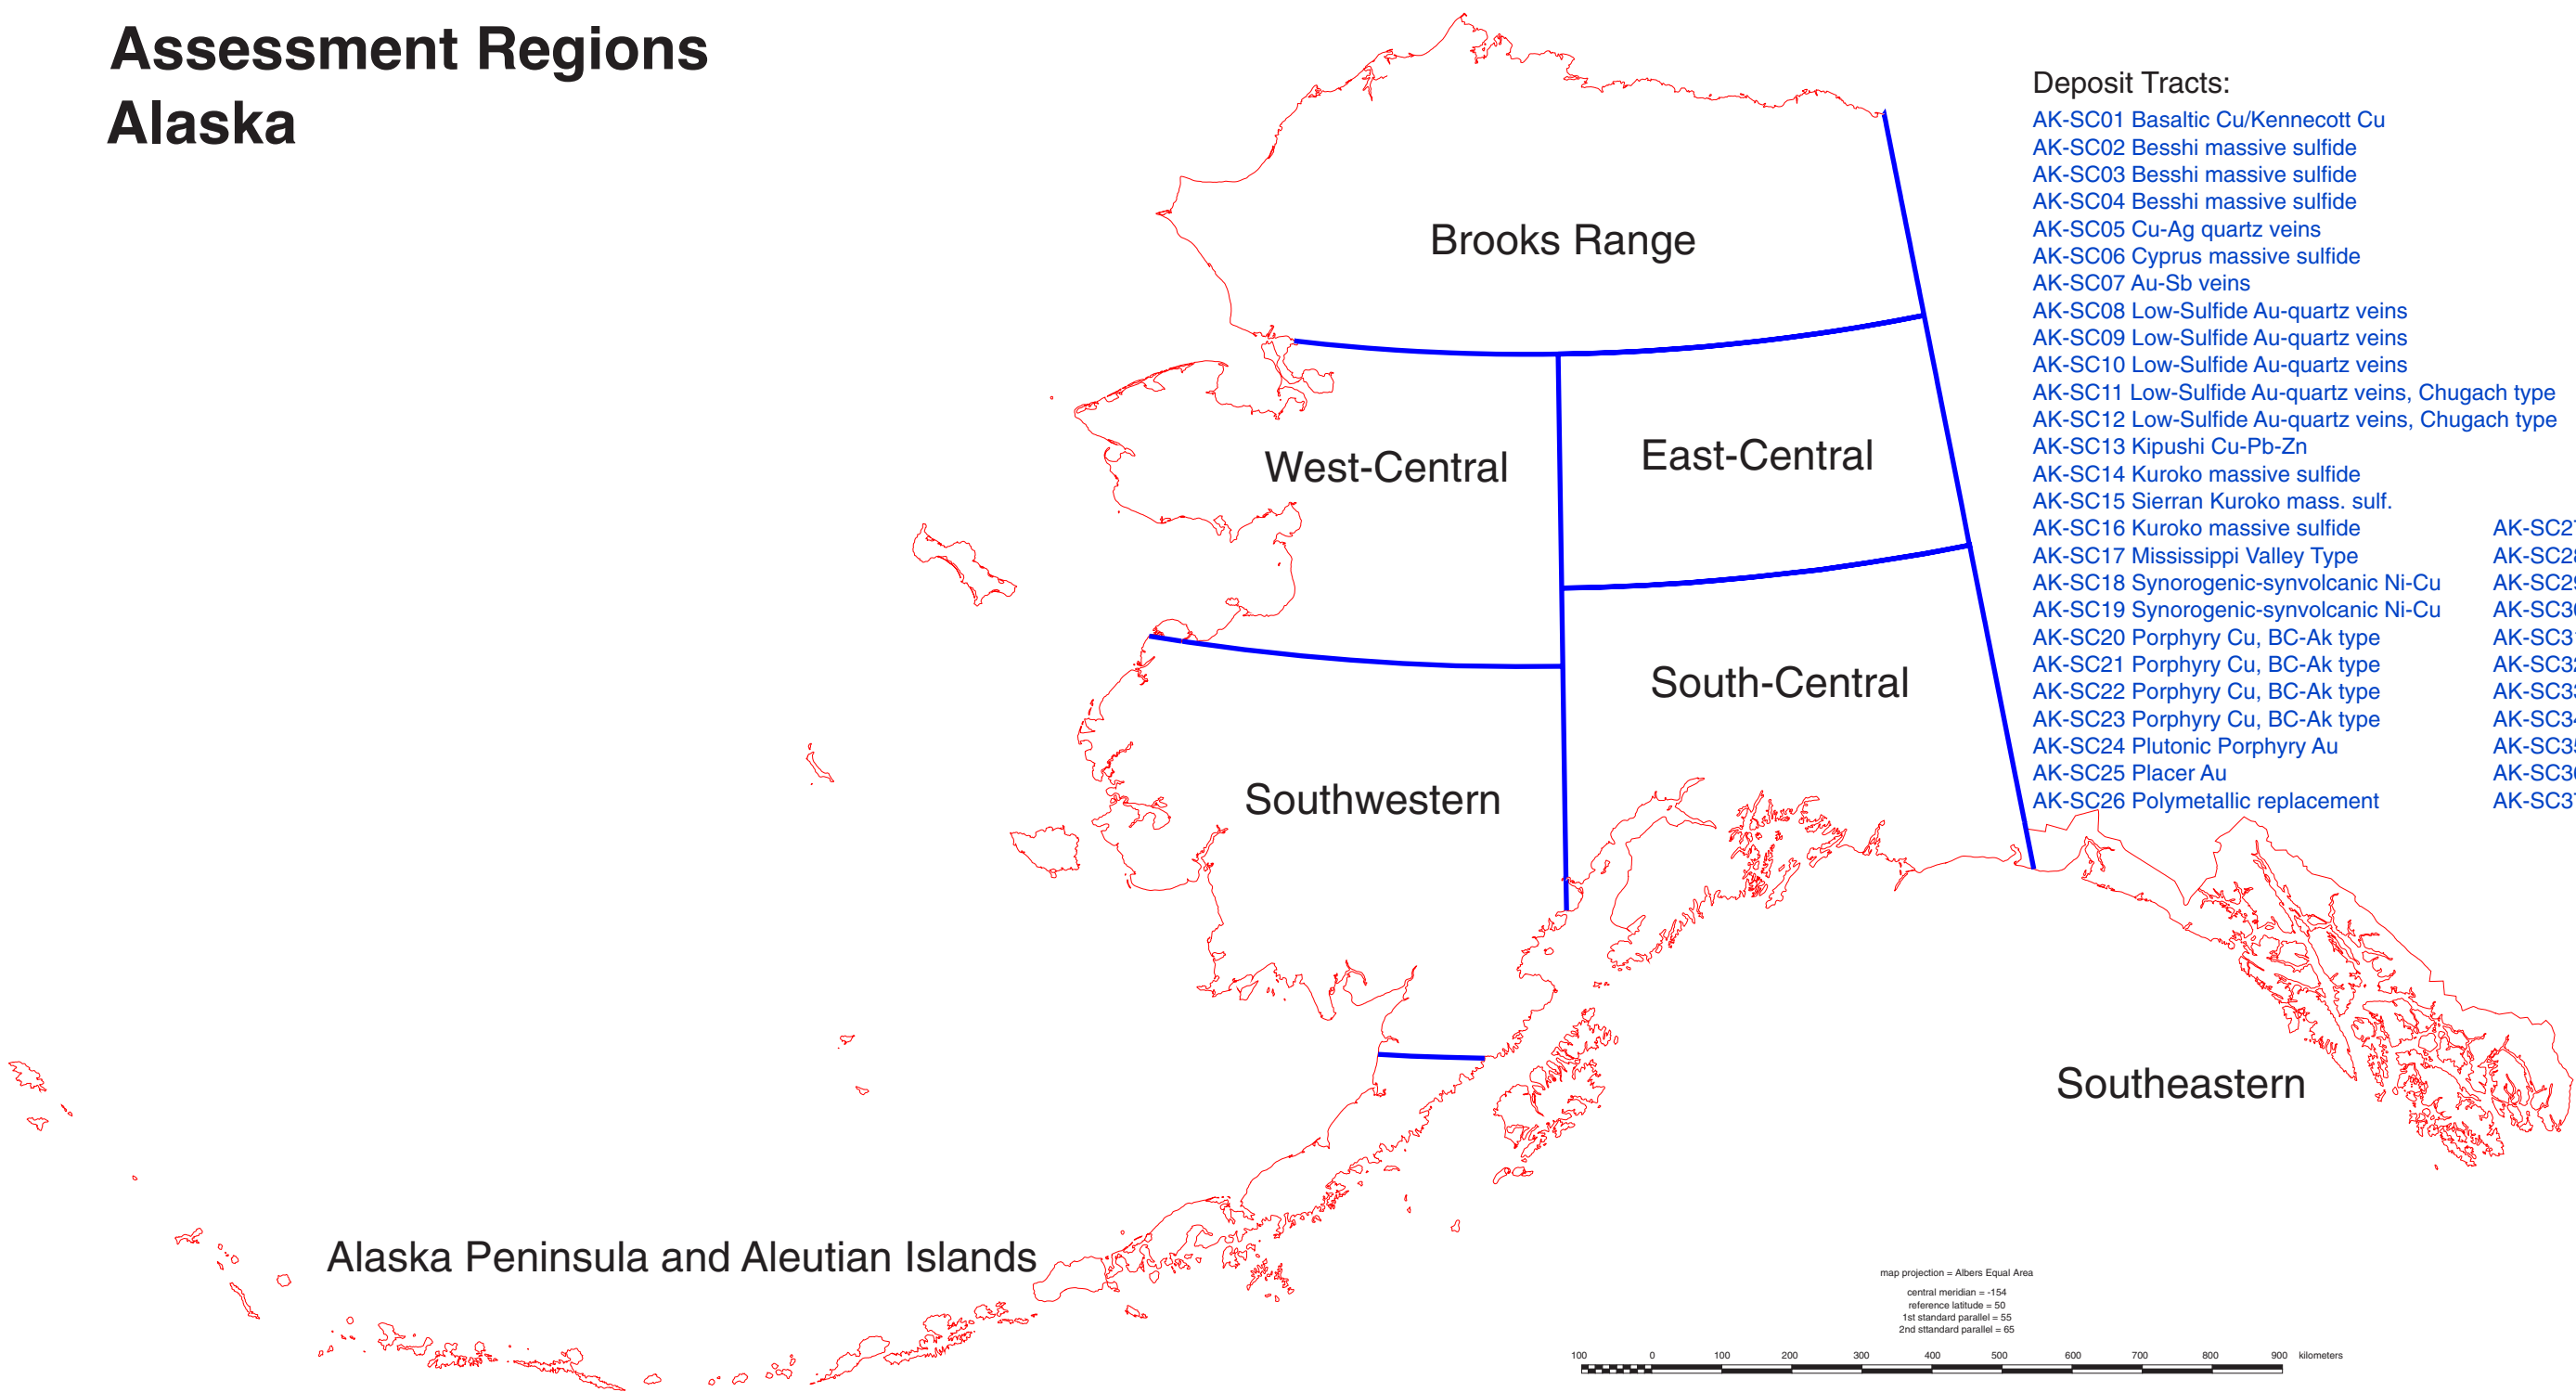 Assessment Regions
Alaska
Deposit Tracts:
AK-SC01 Basaltic Cu/Kennecott Cu
AK-SC02 Besshi massive sulfide
AK-SC03 Besshi massive sulfide
AK-SC04 Besshi massive sulfide
AK-SC05 Cu-Ag quartz veins
AK-SC06 Cyprus massive sulfide
AK-SC07 Au-Sb veins
AK-SC08 Low-Sulfide Au-quartz veins
AK-SC09 Low-Sulfide Au-quartz veins
AK-SC10 Low-Sulfide Au-quartz veins
AK-SC11 Low-Sulfide Au-quartz veins, Chugach type
AK-SC12 Low-Sulfide Au-quartz veins, Chugach type
AK-SC13 Kipushi Cu-Pb-Zn
AK-SC14 Kuroko massive sulfide
AK-SC15 Sierran Kuroko mass. sulf.
AK-SC16 Kuroko massive sulfide
AK-SC17 Mississippi Valley Type
AK-SC18 Synorogenic-synvolcanic Ni-Cu
AK-SC19 Synorogenic-synvolcanic Ni-Cu
AK-SC20 Porphyry Cu, BC-Ak type
AK-SC21 Porphyry Cu, BC-Ak type
AK-SC22 Porphyry Cu, BC-Ak type
AK-SC23 Porphyry Cu, BC-Ak type
AK-SC24 Plutonic Porphyry Au
AK-SC25 Placer Au
AK-SC26 Polymetallic replacement
Brooks Range
West-Central
East-Central
South-Central
Southwestern
Southeastern
Alaska Peninsula and Aleutian Islands
map projection = Albers Equal Area
central meridian = -154
reference latitude = 50
1st standard parallel = 55
2nd sttandard parallel = 65
100 0 100 200 300 400 500 600 700 800 900 kilometers